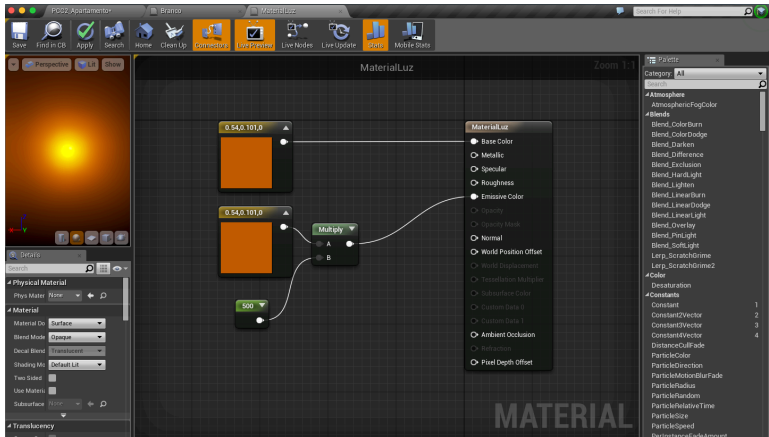 PCC2_Apartamento*
Branco
MaterialLuz
Search For Help
Save
Find in CB
Apply
Search
Home
Clean Up
Connectors
Live Preview
Live Nodes
Live Update
Stats
Mobile Stats
Perspective
Lit
Show
MaterialLuz
Zoom 1:1
Palette
Category: All
Search
Atmosphere
AtmosphericFogColor
Blends
Blend_ColorBurn
Blend_ColorDodge
Blend_Darken
Blend_Difference
Blend_Exclusion
Blend_HardLight
Blend_Lighten
Blend_LinearBurn
Blend_LinearDodge
Blend_LinearLight
Blend_Overlay
Blend_PinLight
Blend_SoftLight
Lerp_ScratchGrime
Lerp_ScratchGrime2
Color
Desaturation
Constants
Constant 1
Constant2Vector 2
Constant3Vector 3
Constant4Vector 4
DistanceCullFade
ParticleColor
ParticleDirection
ParticleMotionBlurFade
ParticleRadius
ParticleRandom
ParticleRelativeTime
ParticleSize
ParticleSpeed
PerInstanceFadeAmount
0.54,0.101,0
0.54,0.101,0
Multiply
A
B
500
MaterialLuz
Base Color
Metallic
Specular
Roughness
Emissive Color
Opacity
Opacity Mask
Normal
World Position Offset
World Displacement
Tessellation Multiplier
Subsurface Color
Custom Data 0
Custom Data 1
Ambient Occlusion
Refraction
Pixel Depth Offset
MATERIAL
Y
Details
Search
Physical Material
Phys Mater None
Material
Material Do Surface
Blend Mode Opaque
Decal Blend Translucent
Shading Mo Default Lit
Two Sided
Use Materia
Subsurface None
Translucency